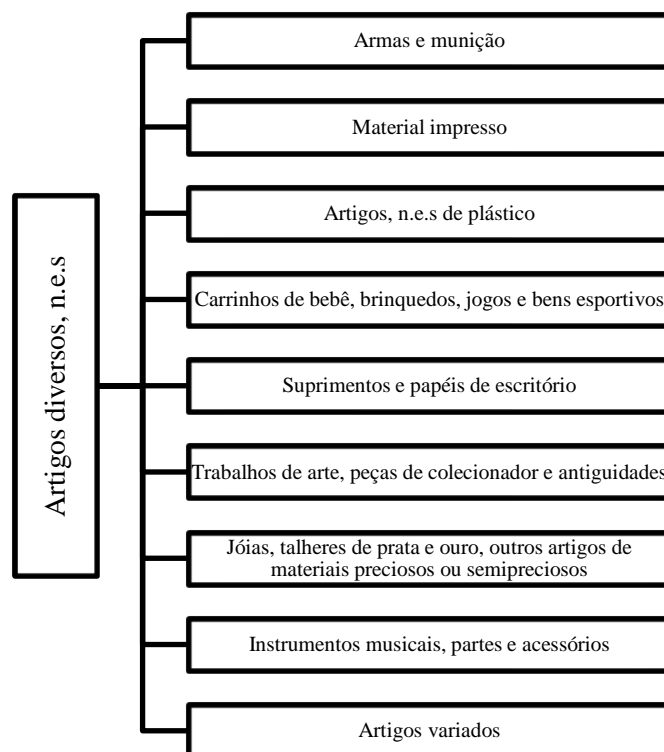 Artigos diversos, n.e.s
Armas e munição
Material impresso
Artigos, n.e.s de plástico
Carrinhos de bebê, brinquedos, jogos e bens esportivos
Suprimentos e papéis de escritório
Trabalhos de arte, peças de colecionador e antiguidades
Jóias, talheres de prata e ouro, outros artigos de
materiais preciosos ou semipreciosos
Instrumentos musicais, partes e acessórios
Artigos variados